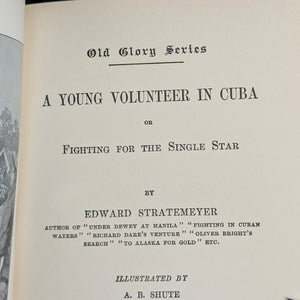 Old Glory Series
A YOUNG VOLUNTEER IN CUBA
OR
FIGHTING FOR THE SINGLE STAR
BY
EDWARD STRATEMEYER
AUTHOR OF "UNDER DEWEY AT MANILA" "FIGHTING IN CUBAN
WATERS" "RICHARD DARE'S VENTURE" "OLIVER BRIGHT'S
SEARCH" "TO ALASKA FOR GOLD" ETC.
ILLUSTRATED BY
A. B. SHUTE